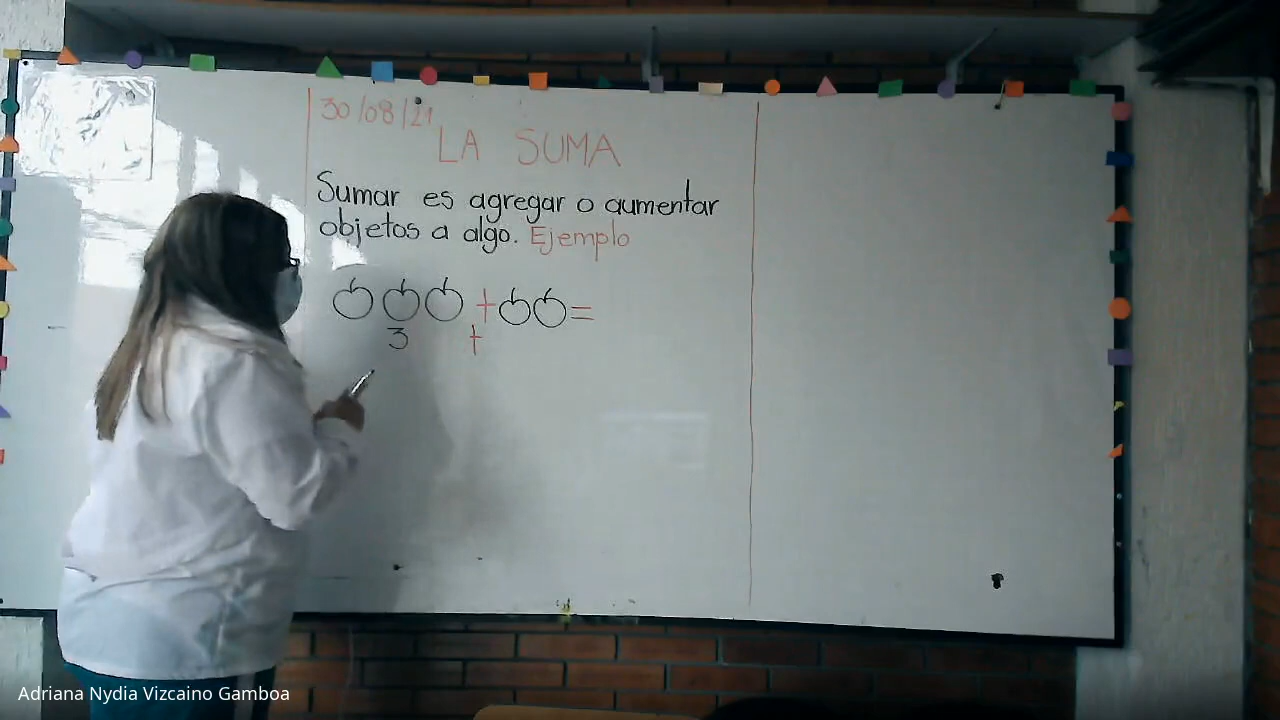 30/08/21
LA SUMA
Sumar es agregar o aumentar
objetos a algo. Ejemplo
+ =
3 +
Adriana Nydia Vizcaino Gamboa